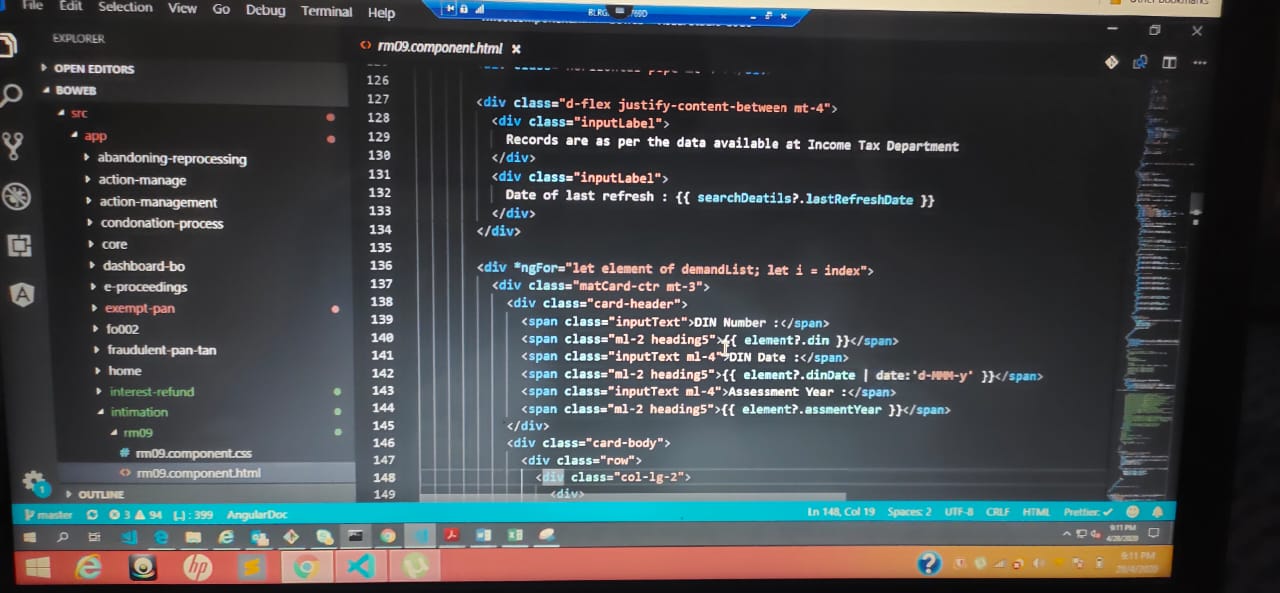 File Edit Selection View Go Debug Terminal Help
Other bookmarks
EXPLORER
OPEN EDITORS
BOWEB
src
app
abandoning-reprocessing
action-manage
action-management
condonation-process
core
dashboard-bo
e-proceedings
exempt-pan
fo002
fraudulent-pan-tan
home
interest-refund
intimation
rm09
# rm09.component.css
<> rm09.component.html
OUTLINE
<> rm09.component.html ×
126
127 <div class="d-flex justify-content-between mt-4">
128 <div class="inputLabel">
129 Records are as per the data available at Income Tax Department
130 </div>
131 <div class="inputLabel">
132 Date of last refresh : {{ searchDeatils?.lastRefreshDate }}
133 </div>
134 </div>
135
136 <div *ngFor="let element of demandList; let i = index">
137 <div class="matCard-ctr mt-3">
138 <div class="card-header">
139 <span class="inputText">DIN Number :</span>
140 <span class="ml-2 heading5">{{ element?.din }}</span>
141 <span class="inputText ml-4">DIN Date :</span>
142 <span class="ml-2 heading5">{{ element?.dinDate | date:'d-MMM-y' }}</span>
143 <span class="inputText ml-4">Assessment Year :</span>
144 <span class="ml-2 heading5">{{ element?.assmentYear }}</span>
145 </div>
146 <div class="card-body">
147 <div class="row">
148 <div class="col-lg-2">
149 <div>
1
master 3 94 {..} : 399 AngularDoc
Ln 148, Col 19 Spaces: 2 UTF-8 CRLF HTML Prettier: ✓
9:11 PM
4/28/2020
hp
9:11 PM
28/4/2020